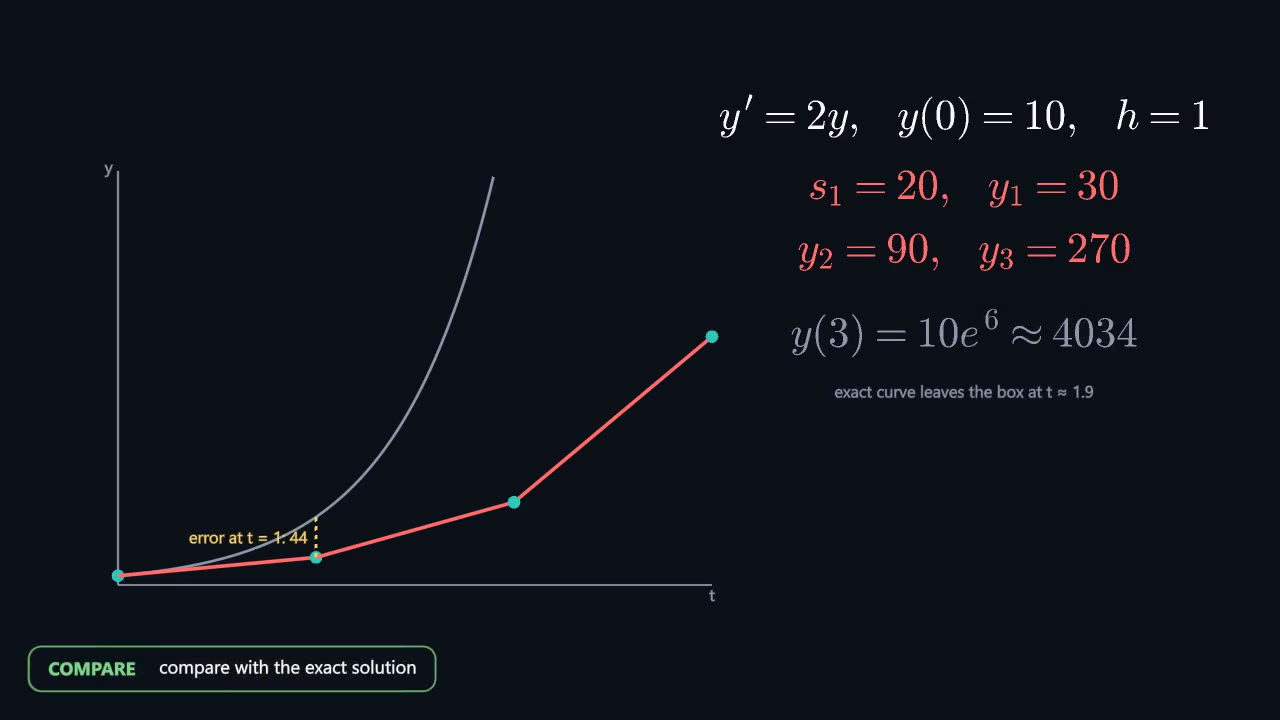 y′ = 2y, y(0) = 10, h = 1
s₁ = 20, y₁ = 30
y₂ = 90, y₃ = 270
y(3) = 10e⁶ ≈ 4034
exact curve leaves the box at t ≈ 1.9
y
error at t = 1: 44
t
COMPARE compare with the exact solution